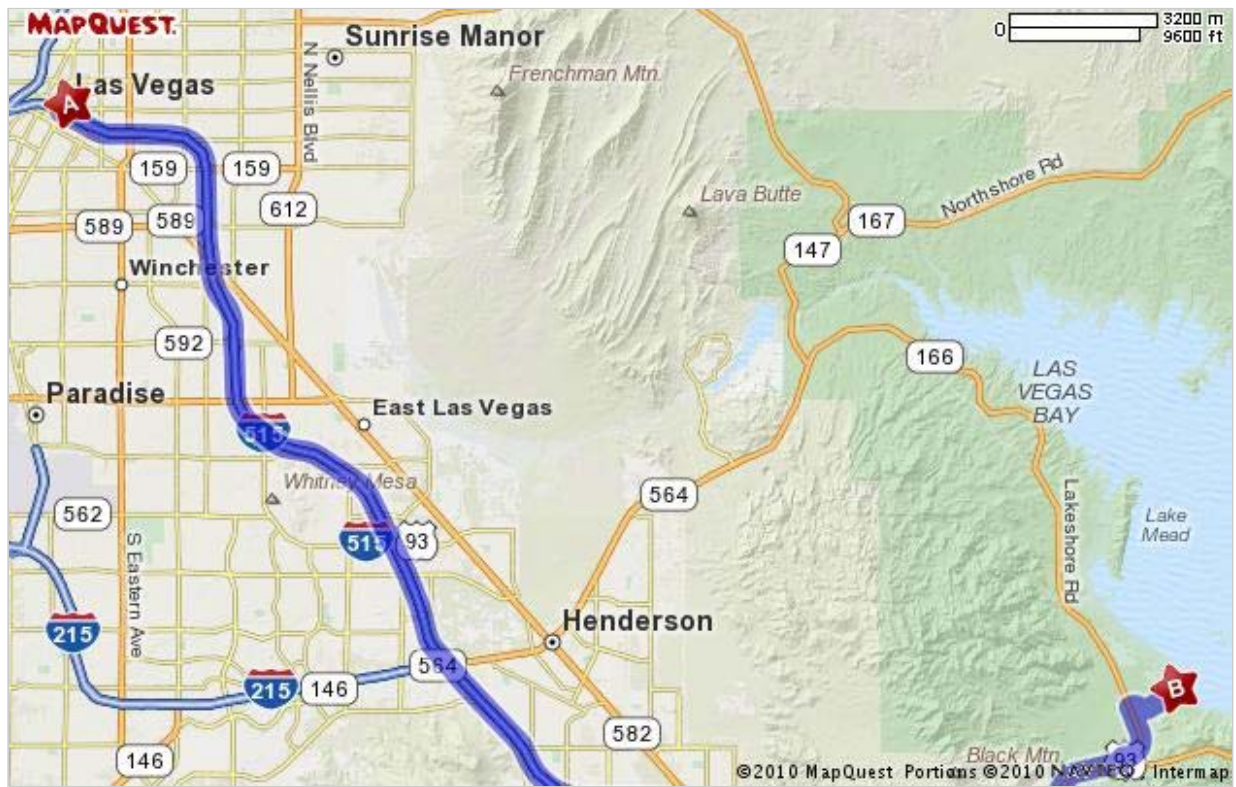 MAPQUEST.
3200 m
0
9600 ft
Sunrise Manor
N Nellis Blvd
Frenchman Mtn.
A
Las Vegas
159
159
612
Lava Butte
Northshore Rd
589
589
167
147
Winchester
592
166
LAS
VEGAS
BAY
Paradise
East Las Vegas
515
Whitney Mesa
564
562
515
93
Lakeshore Rd
Lake
Mead
S Eastern Ave
215
Henderson
564
215
146
B
582
146
Black Mtn.
93
©2010 MapQuest Portions ©2010 NAVTEQ, Intermap